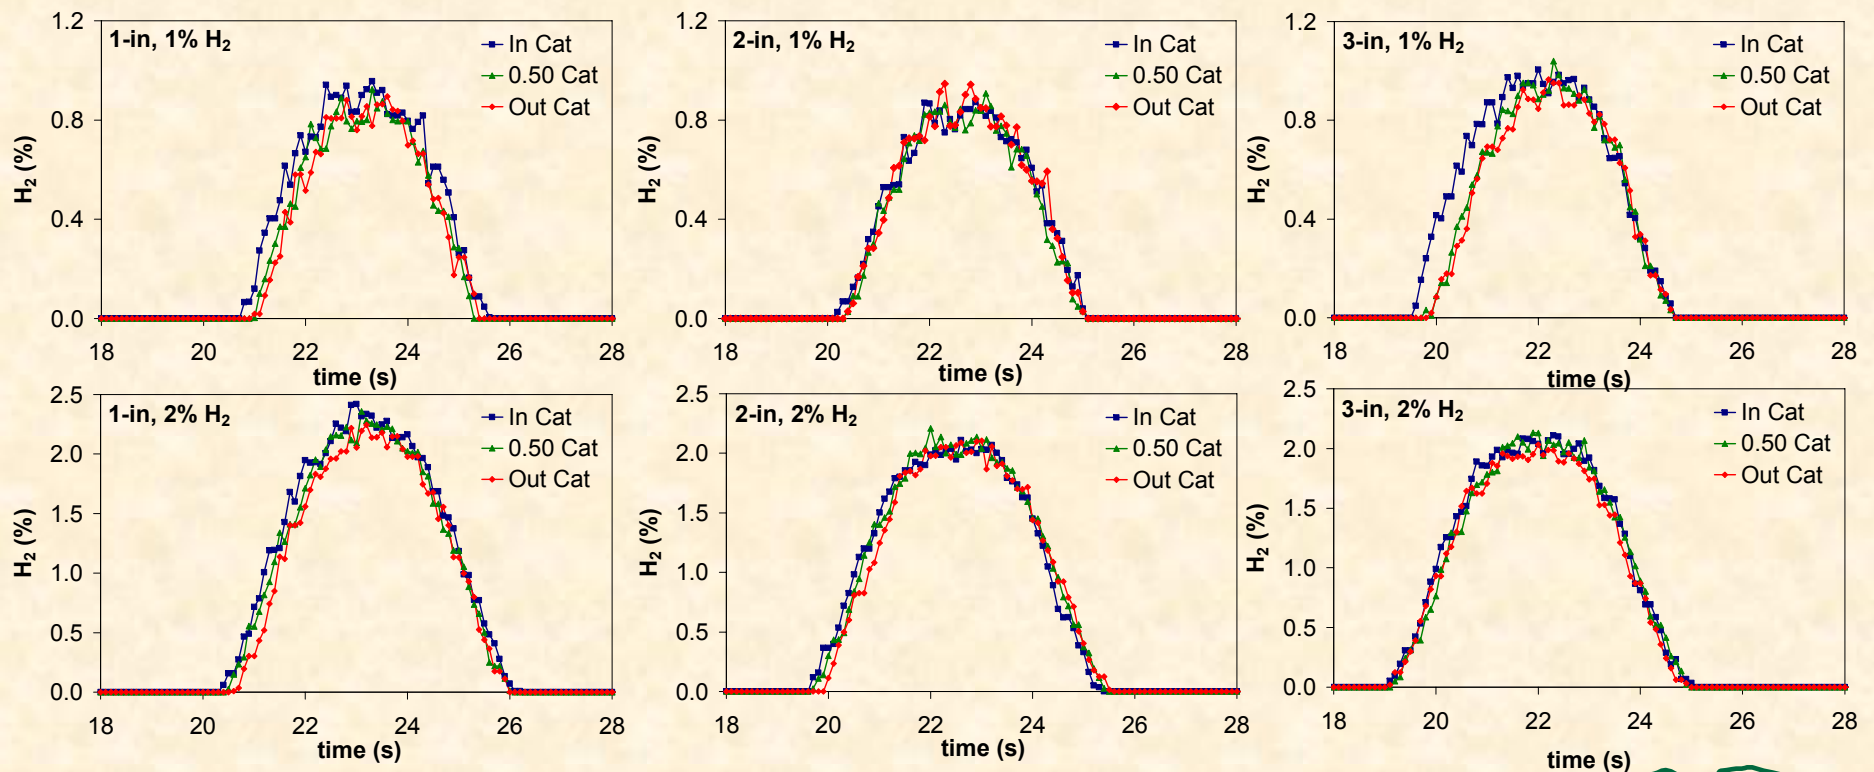 1-in, 1% H2
In Cat
0.50 Cat
Out Cat
H2 (%)
1.2
0.8
0.4
0.0
18 20 22 24 26 28
time (s)
2-in, 1% H2
In Cat
0.50 Cat
Out Cat
H2 (%)
1.2
0.8
0.4
0.0
18 20 22 24 26 28
time (s)
3-in, 1% H2
In Cat
0.50 Cat
Out Cat
H2 (%)
1.2
0.8
0.4
0.0
18 20 22 24 26 28
time (s)
1-in, 2% H2
In Cat
0.50 Cat
Out Cat
H2 (%)
2.5
2.0
1.5
1.0
0.5
0.0
18 20 22 24 26 28
time (s)
2-in, 2% H2
In Cat
0.50 Cat
Out Cat
H2 (%)
2.5
2.0
1.5
1.0
0.5
0.0
18 20 22 24 26 28
time (s)
3-in, 2% H2
In Cat
0.50 Cat
Out Cat
H2 (%)
2.5
2.0
1.5
1.0
0.5
0.0
18 20 22 24 26 28
time (s)